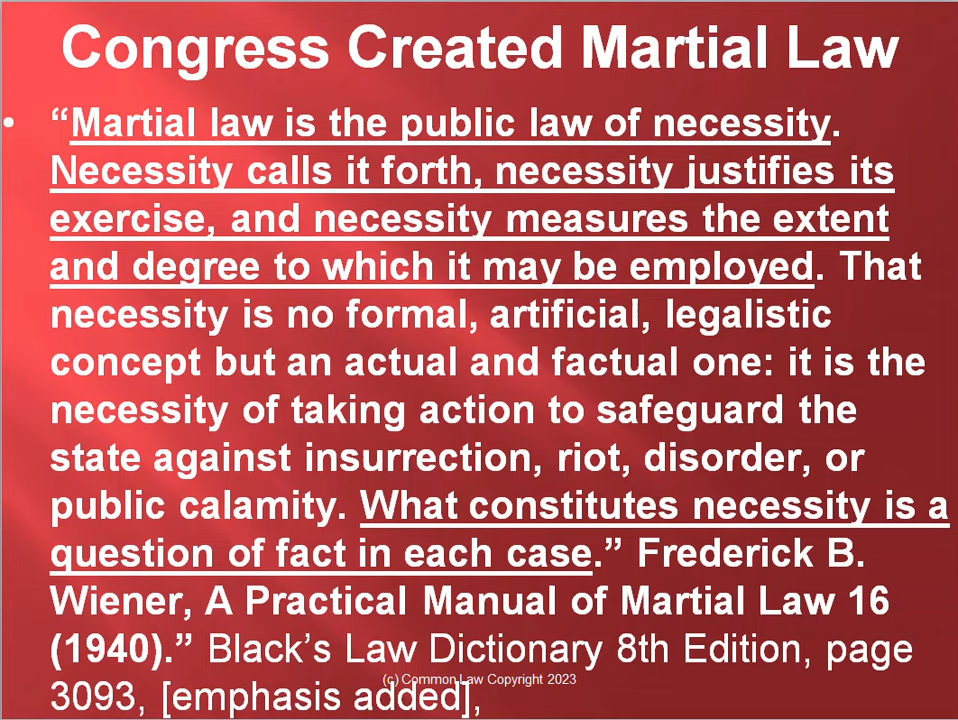 Congress Created Martial Law
• “Martial law is the public law of necessity.
Necessity calls it forth, necessity justifies its
exercise, and necessity measures the extent
and degree to which it may be employed. That
necessity is no formal, artificial, legalistic
concept but an actual and factual one: it is the
necessity of taking action to safeguard the
state against insurrection, riot, disorder, or
public calamity. What constitutes necessity is a
question of fact in each case.” Frederick B.
Wiener, A Practical Manual of Martial Law 16
(1940).” Black’s Law Dictionary 8th Edition, page
(c) Common Law Copyright 2023
3093, [emphasis added],